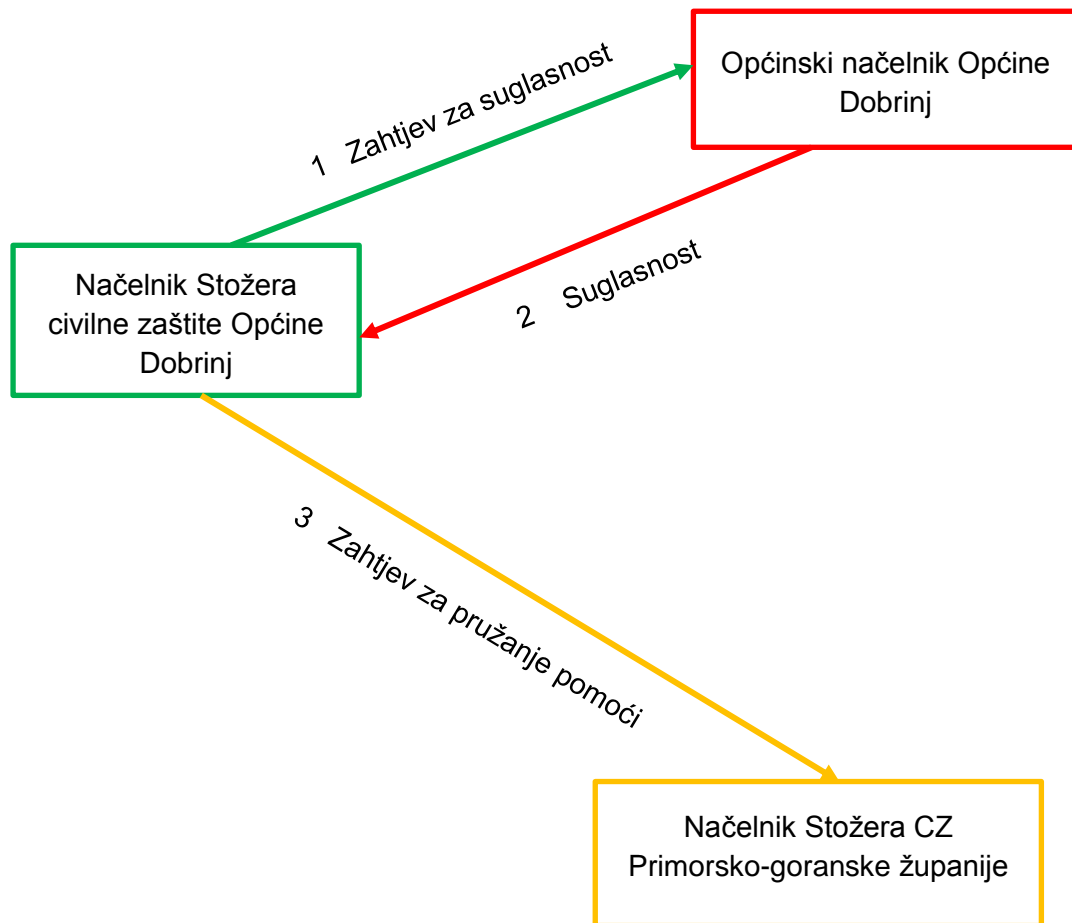 Općinski načelnik Općine
Dobrinj
1 Zahtjev za suglasnost
Načelnik Stožera
civilne zaštite Općine
Dobrinj
2 Suglasnost
3 Zahtjev za pružanje pomoći
Načelnik Stožera CZ
Primorsko-goranske županije